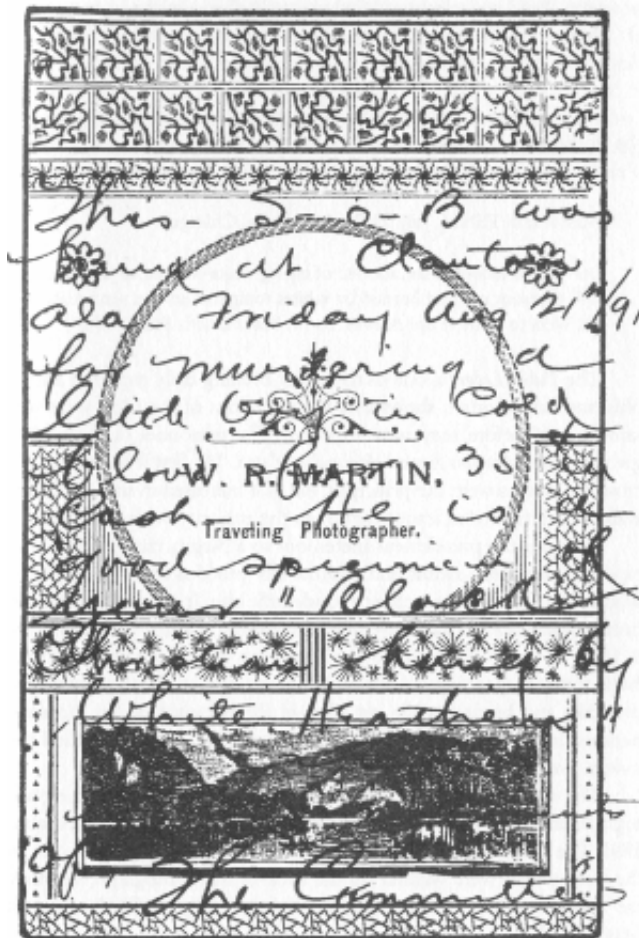 This S-O-B was
hung at Clanton
Ala Friday Aug 21st/91
for murdering a
little boy in Cold
blood for 35 in
W. R. MARTIN,
Cash He is a
Traveling Photographer.
good specimen of
your "Black
Christian hung by
White Heathens"
of The Committee